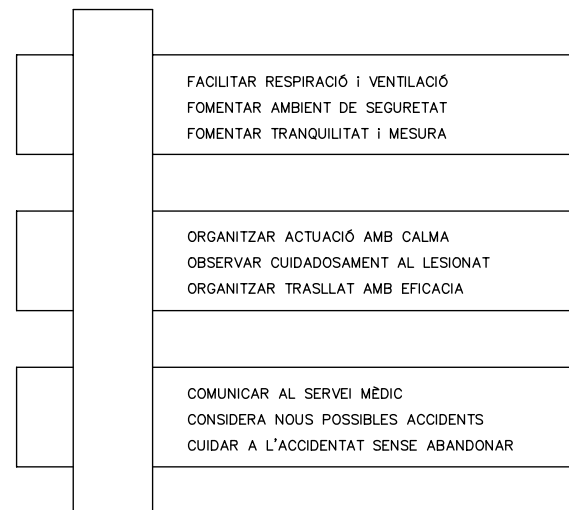 FACILITAR RESPIRACIÓ i VENTILACIÓ
FOMENTAR AMBIENT DE SEGURETAT
FOMENTAR TRANQUILITAT i MESURA
ORGANITZAR ACTUACIÓ AMB CALMA
OBSERVAR CUIDADOSAMENT AL LESIONAT
ORGANITZAR TRASLLAT AMB EFICACIA
COMUNICAR AL SERVEI MÈDIC
CONSIDERA NOUS POSSIBLES ACCIDENTS
CUIDAR A L'ACCIDENTAT SENSE ABANDONAR